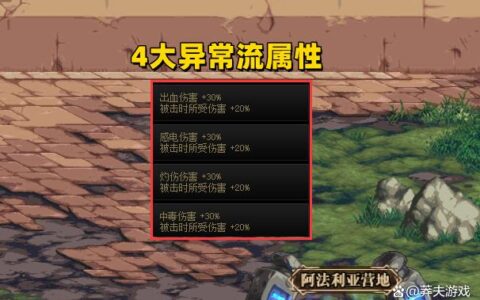 4大异常流属性
出血伤害 +30%
被击时所受伤害 +20%
感电伤害 +30%
被击时所受伤害 +20%
灼伤伤害 +30%
被击时所受伤害 +20%
中毒伤害 +30%
被击时所受伤害 +20%
阿法利亚营地
@莽夫游戏